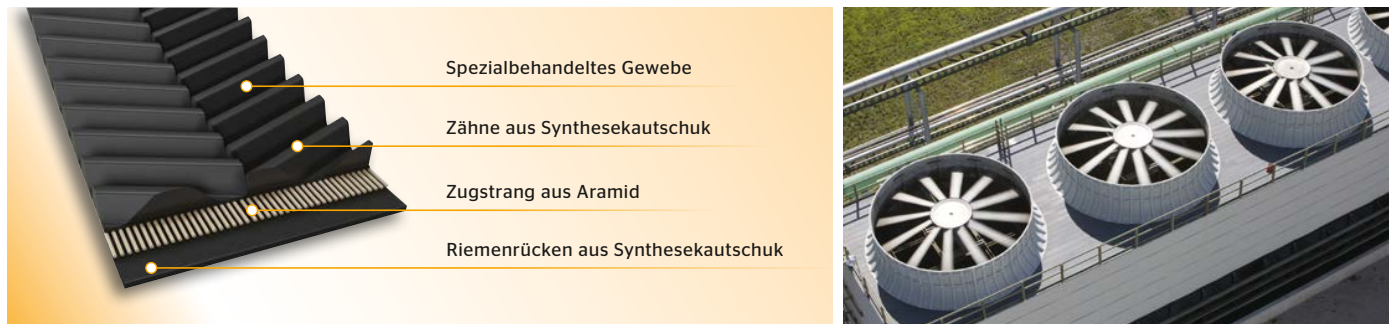 Spezialbehandeltes Gewebe
Zähne aus Synthesekautschuk
Zugstrang aus Aramid
Riemenrücken aus Synthesekautschuk